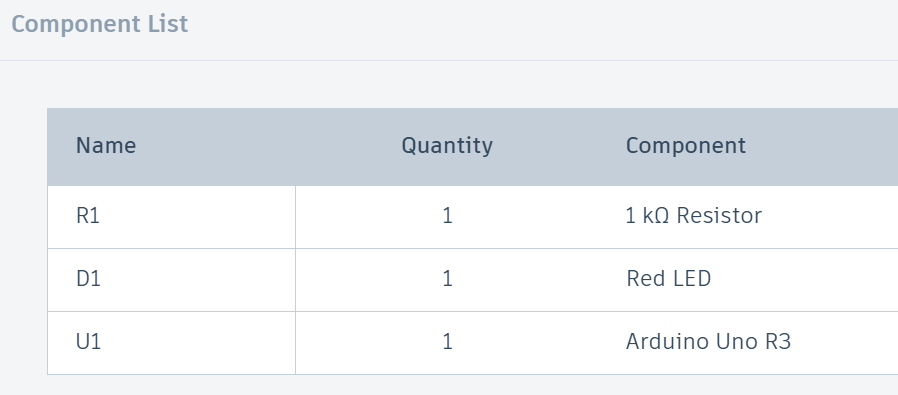 Component List
Name Quantity Component
R1 1 1 kΩ Resistor
D1 1 Red LED
U1 1 Arduino Uno R3